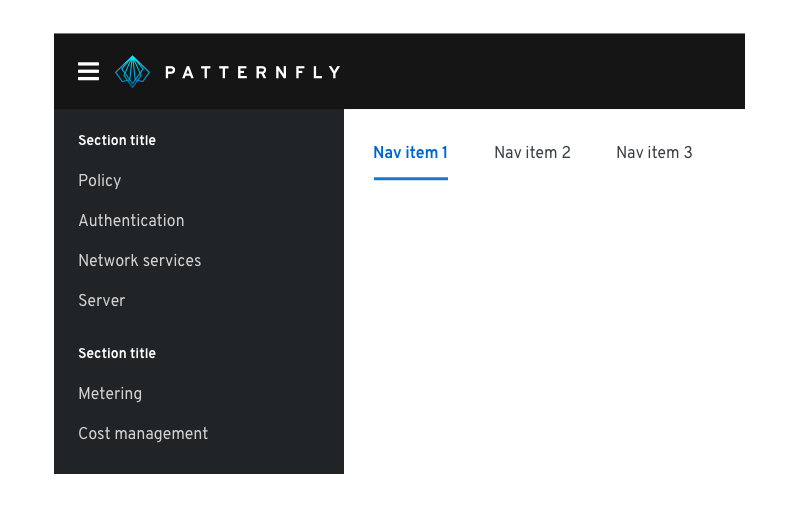 PATTERNFLY
Section title
Policy
Authentication
Network services
Server
Section title
Metering
Cost management
Nav item 1 Nav item 2 Nav item 3